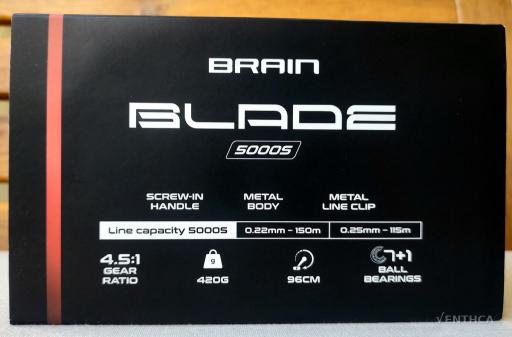 BRAIN
BLADE
5000S
SCREW-IN HANDLE
METAL BODY
METAL LINE CLIP
Line capacity 5000S 0.22mm – 150m 0.25mm – 115m
4.5:1 GEAR RATIO
g
420G
96CM
7+1 BALL BEARINGS
VENTHCA